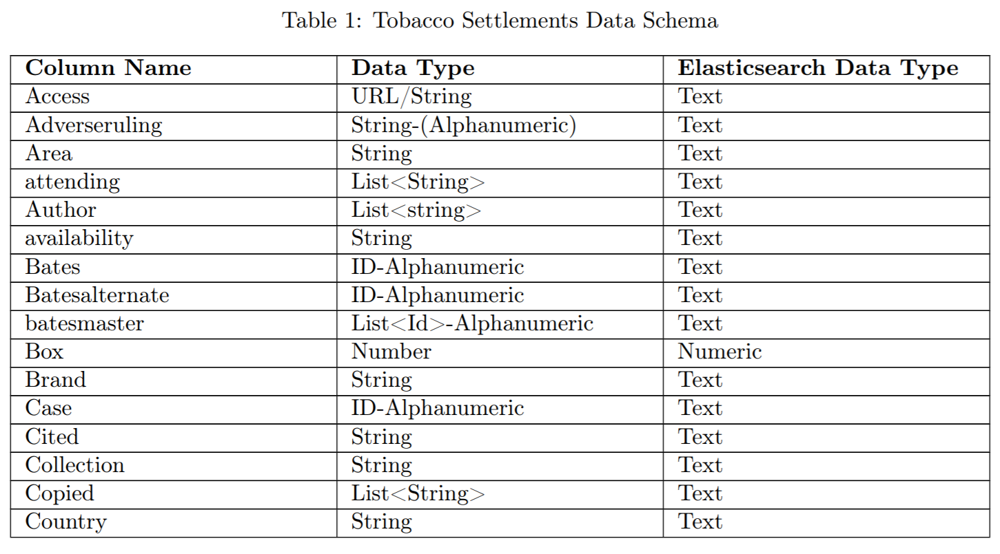 Table 1: Tobacco Settlements Data Schema
Column Name Data Type Elasticsearch Data Type
Access URL/String Text
Adverseruling String-(Alphanumeric) Text
Area String Text
attending List<String> Text
Author List<string> Text
availability String Text
Bates ID-Alphanumeric Text
Batesalternate ID-Alphanumeric Text
batesmaster List<Id>-Alphanumeric Text
Box Number Numeric
Brand String Text
Case ID-Alphanumeric Text
Cited String Text
Collection String Text
Copied List<String> Text
Country String Text